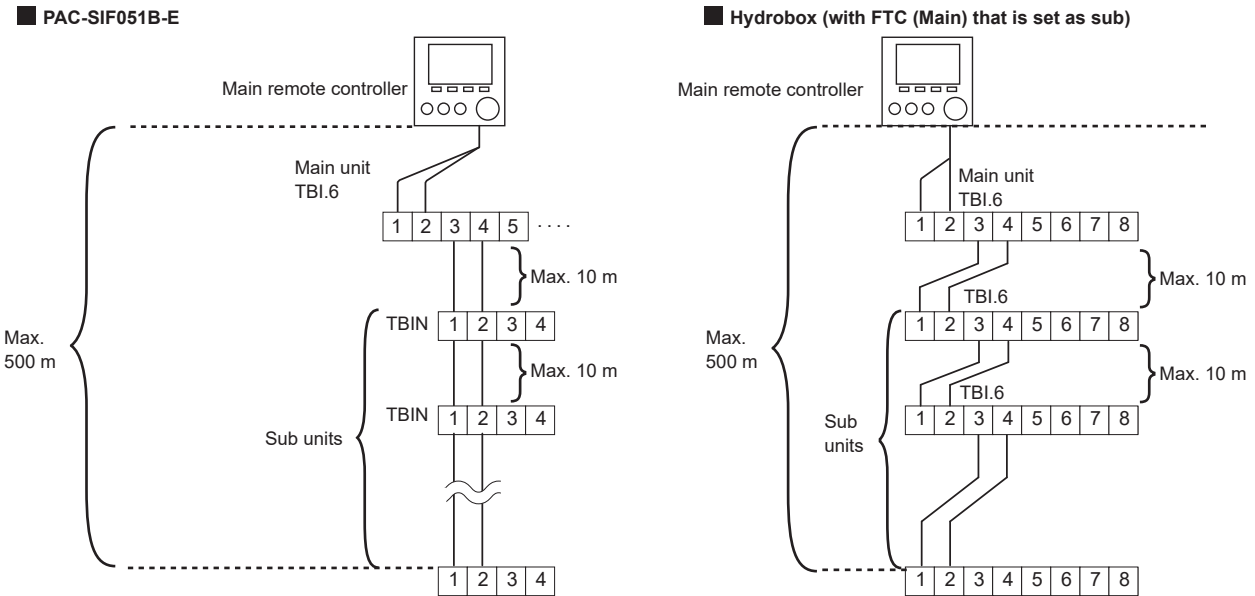 PAC-SIF051B-E
Main remote controller
Main unit
TBI.6
1 2 3 4 5 ....
Max. 10 m
TBIN 1 2 3 4
Max. 10 m
TBIN 1 2 3 4
Max.
500 m
Sub units
1 2 3 4
Hydrobox (with FTC (Main) that is set as sub)
Main remote controller
Main unit
TBI.6
1 2 3 4 5 6 7 8
Max. 10 m
TBI.6
1 2 3 4 5 6 7 8
Max. 10 m
TBI.6
1 2 3 4 5 6 7 8
Max.
500 m
Sub
units
1 2 3 4 5 6 7 8